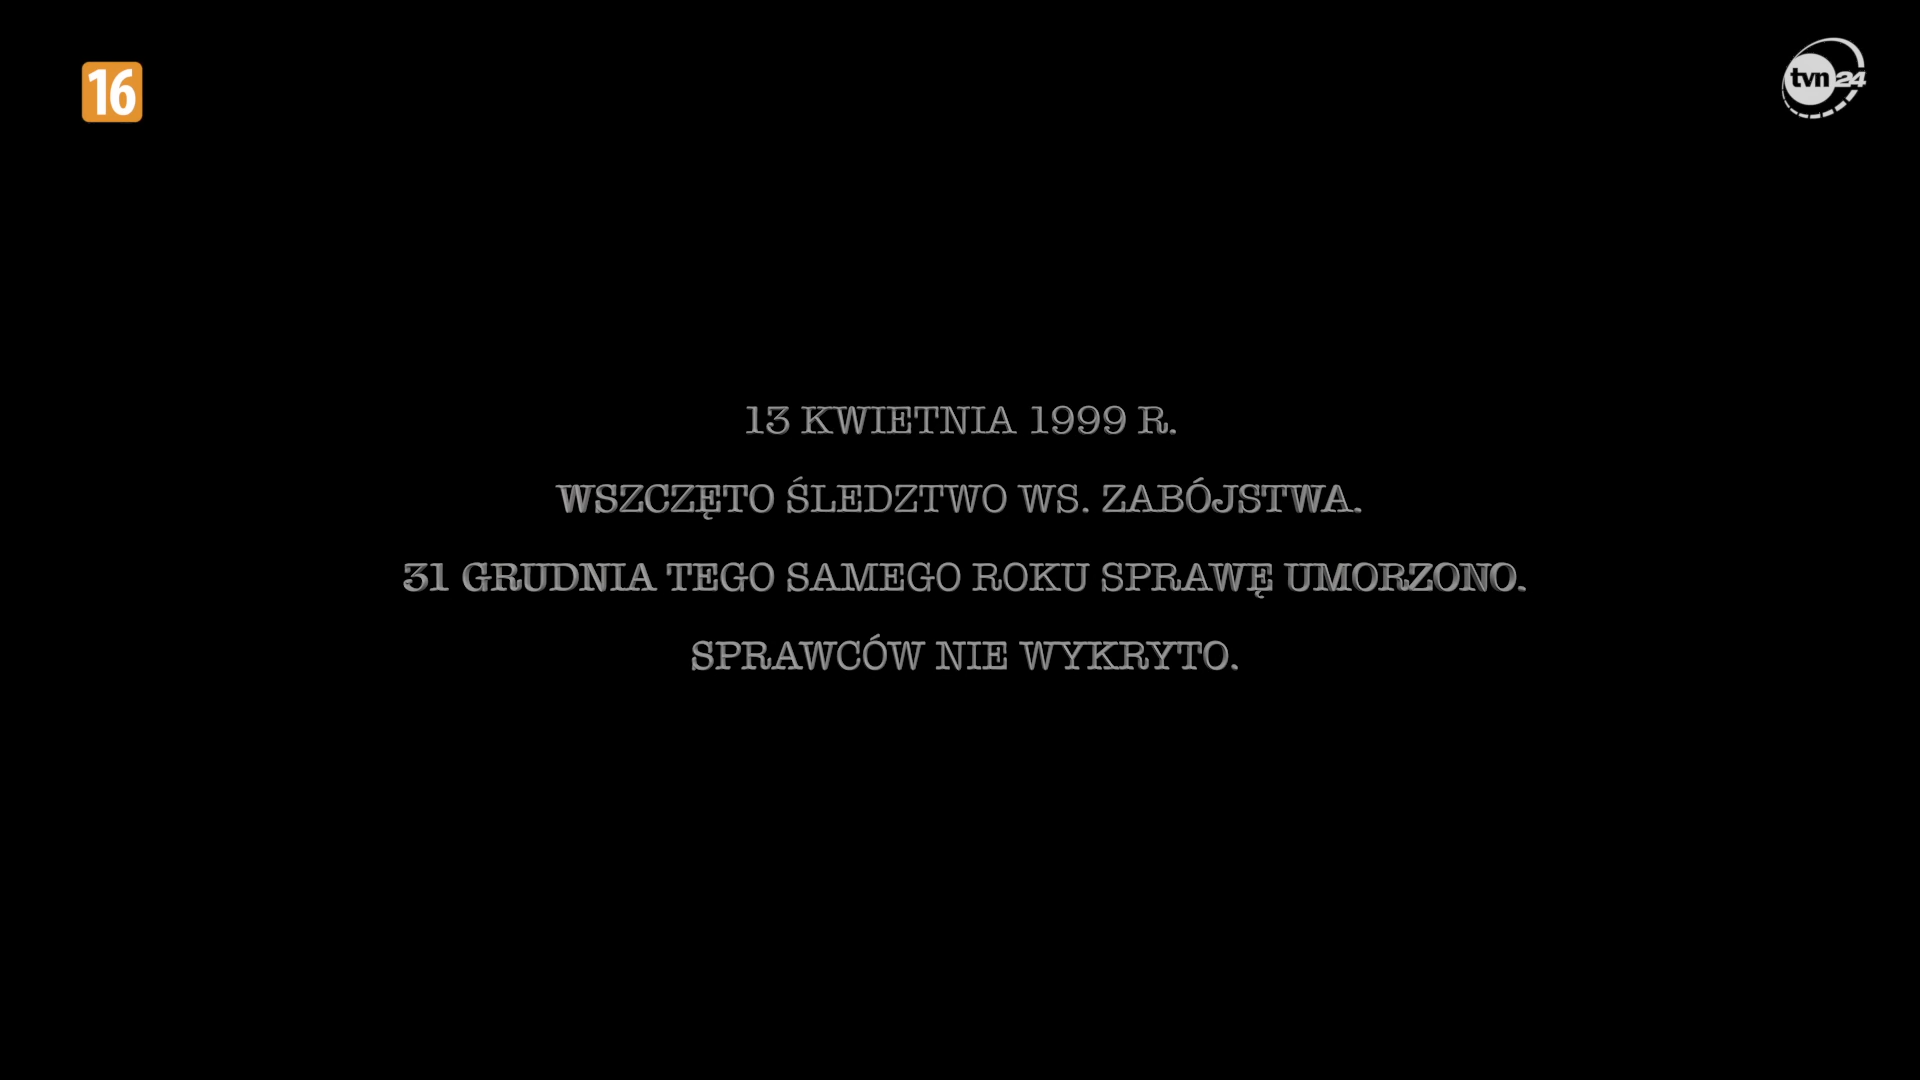 16
tvn24
13 KWIETNIA 1999 R.
WSZCZĘTO ŚLEDZTWO WS. ZABÓJSTWA.
31 GRUDNIA TEGO SAMEGO ROKU SPRAWĘ UMORZONO.
SPRAWCÓW NIE WYKRYTO.